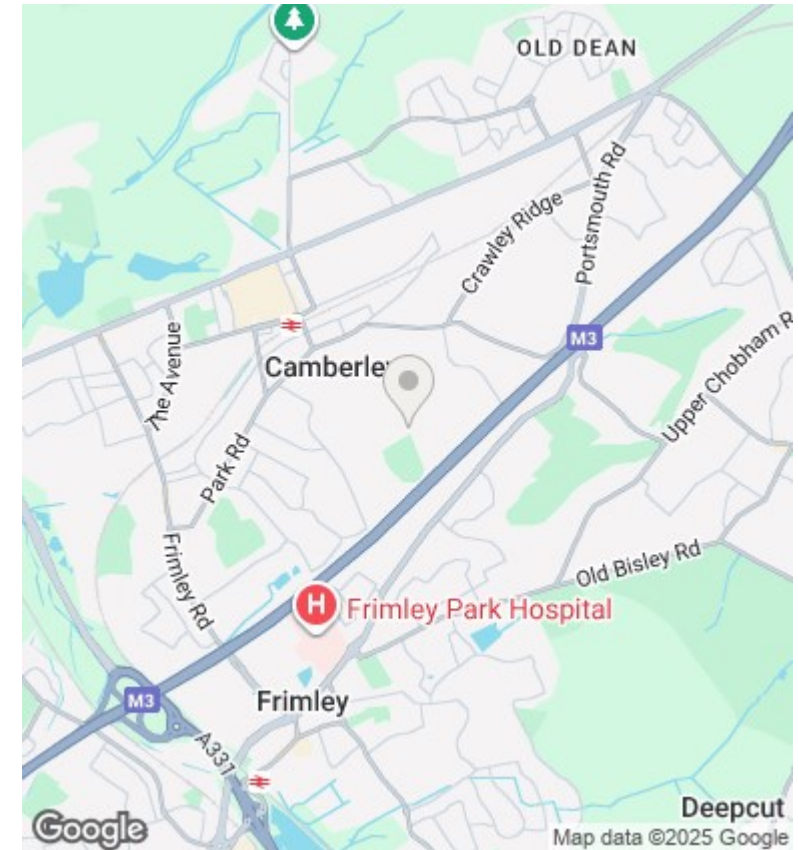 OLD DEAN
Portsmouth Rd
Crawley Ridge
M3
The Avenue
Camberley
Upper Chobham R
Park Rd
Old Bisley Rd
Frimley Rd
H
Frimley Park Hospital
M3
Frimley
A331
Deepcut
Google
Map data ©2025 Google